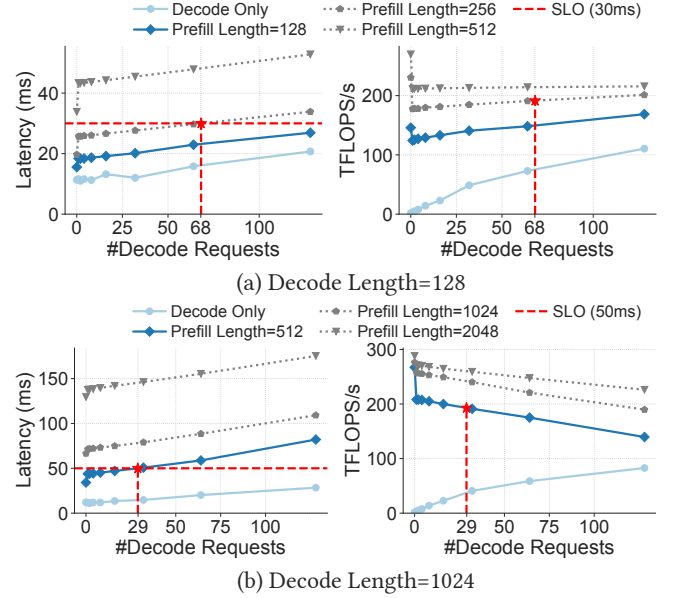 Decode Only
Prefill Length=256
SLO (30ms)
Prefill Length=128
Prefill Length=512
Latency (ms)
40
20
0
0
25
50
68
100
#Decode Requests
TFLOPS/s
200
100
0
0
25
50
68
100
#Decode Requests
(a) Decode Length=128
Decode Only
Prefill Length=1024
SLO (50ms)
Prefill Length=512
Prefill Length=2048
Latency (ms)
150
100
50
0
0
29
50
75
100
#Decode Requests
TFLOPS/s
300
200
100
0
0
29
50
75
100
#Decode Requests
(b) Decode Length=1024